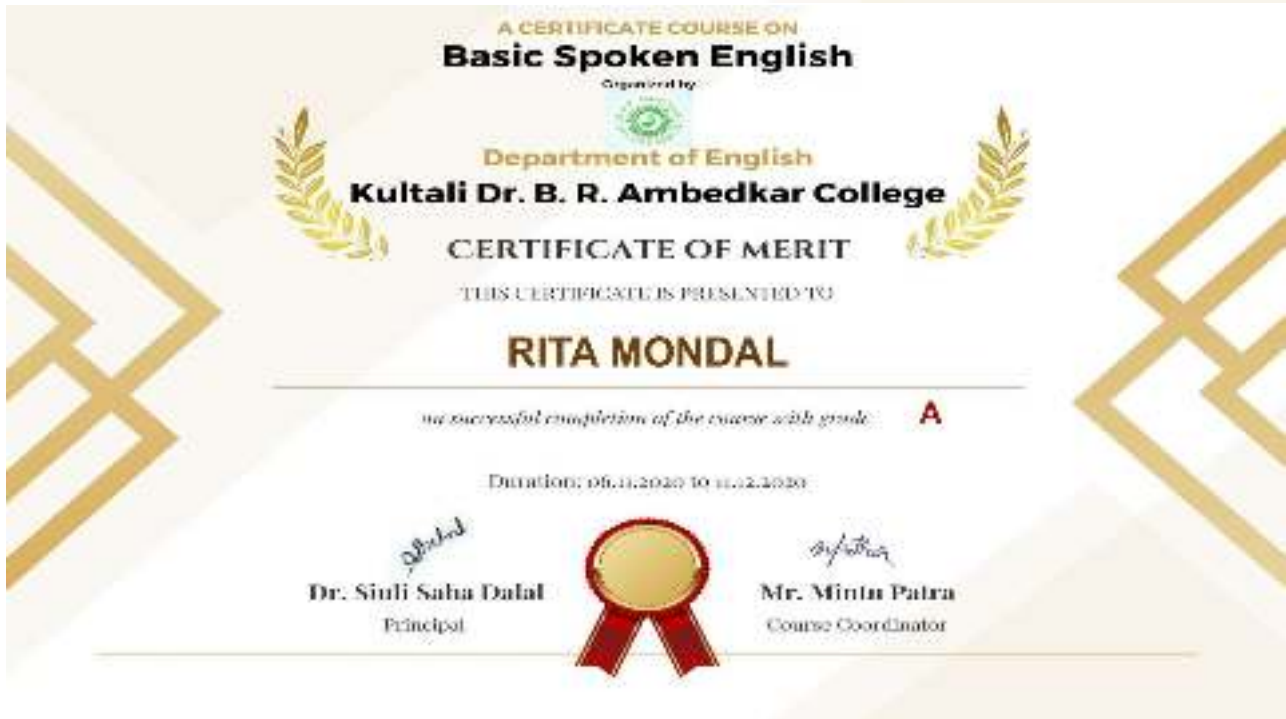 A CERTIFICATE COURSE ON
Basic Spoken English
Organized by
Department of English
Kultali Dr. B. R. Ambedkar College
CERTIFICATE OF MERIT
THIS CERTIFICATE IS PRESENTED TO
RITA MONDAL
on successful completion of the course with grade A
Duration: 06.11.2020 to 11.12.2020
Dr. Siuli Saha Dalal Mr. Mintu Patra
Principal Course Coordinator